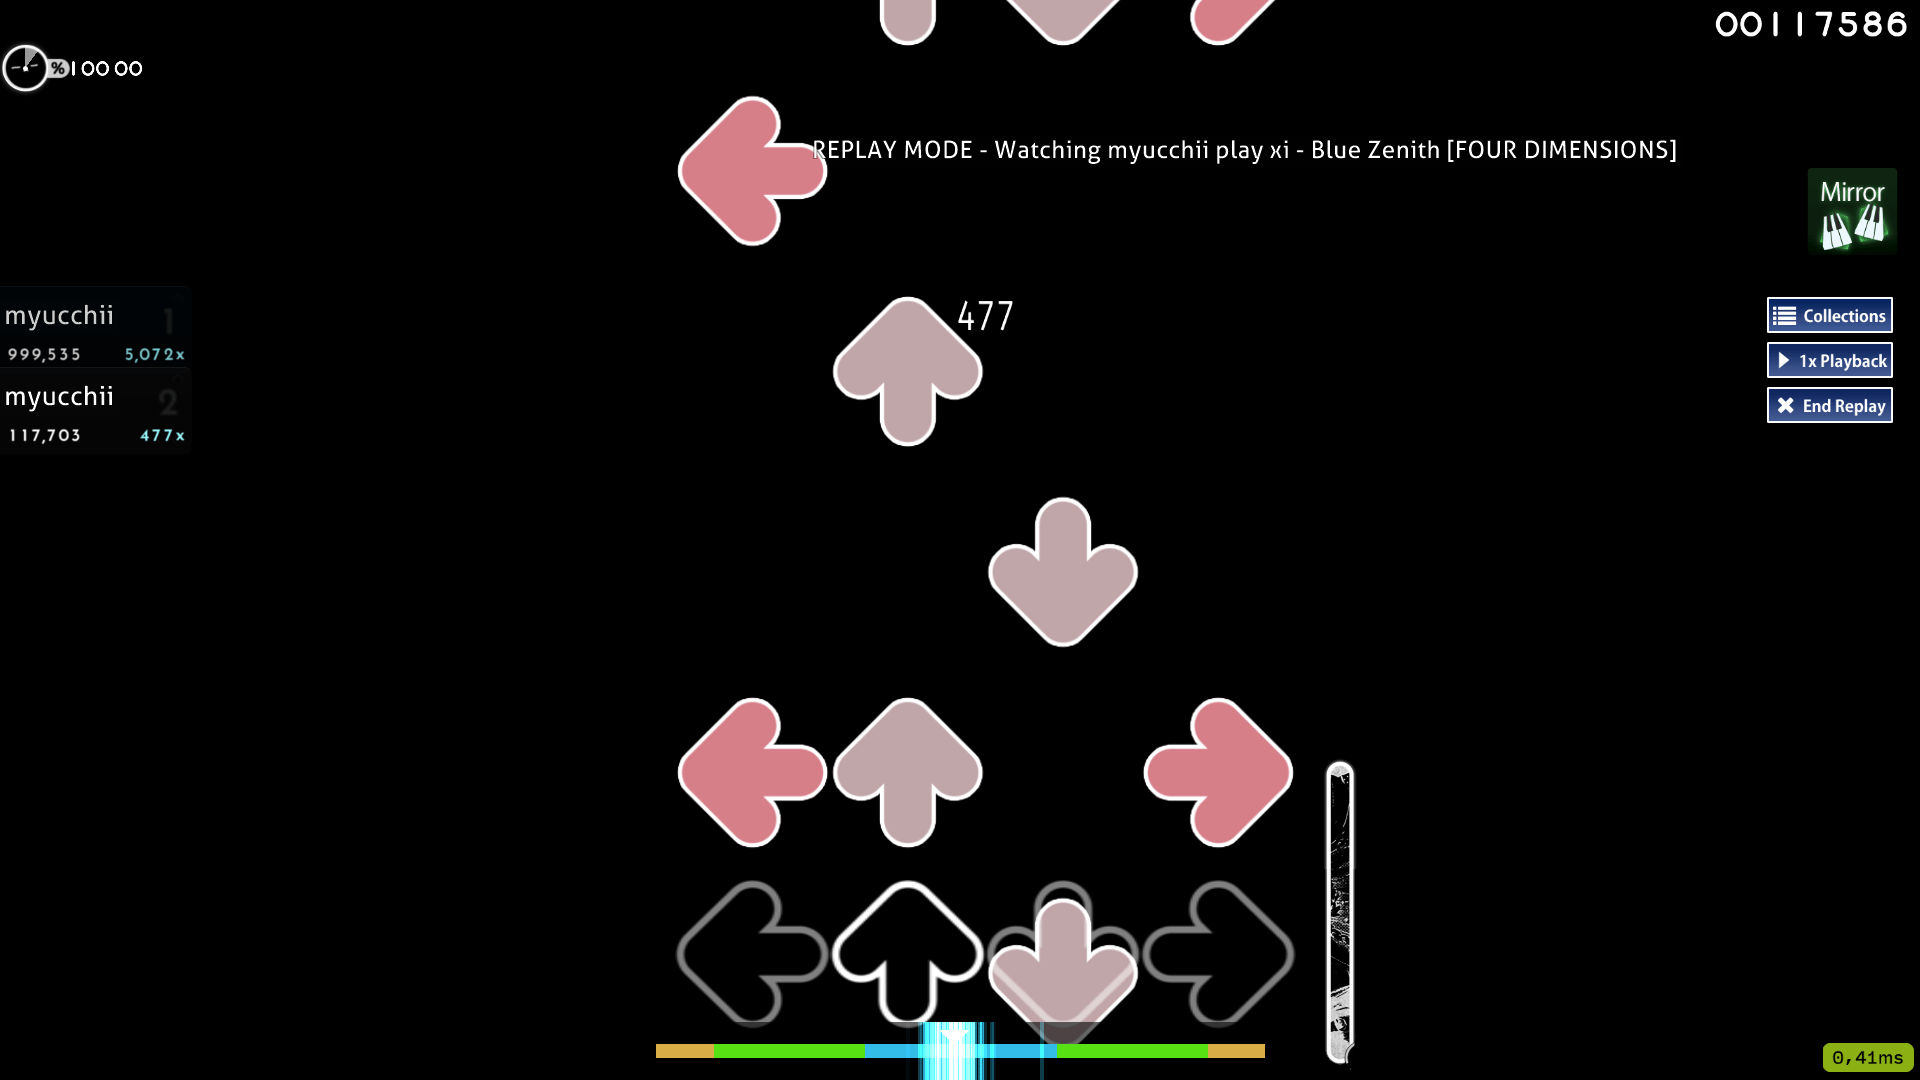 00117586
%100 00
REPLAY MODE - Watching myucchii play xi - Blue Zenith [FOUR DIMENSIONS]
Mirror
477
myucchii 1
999,535 5,072x
myucchii 2
117,703 477x
Collections
1x Playback
End Replay
0,41ms